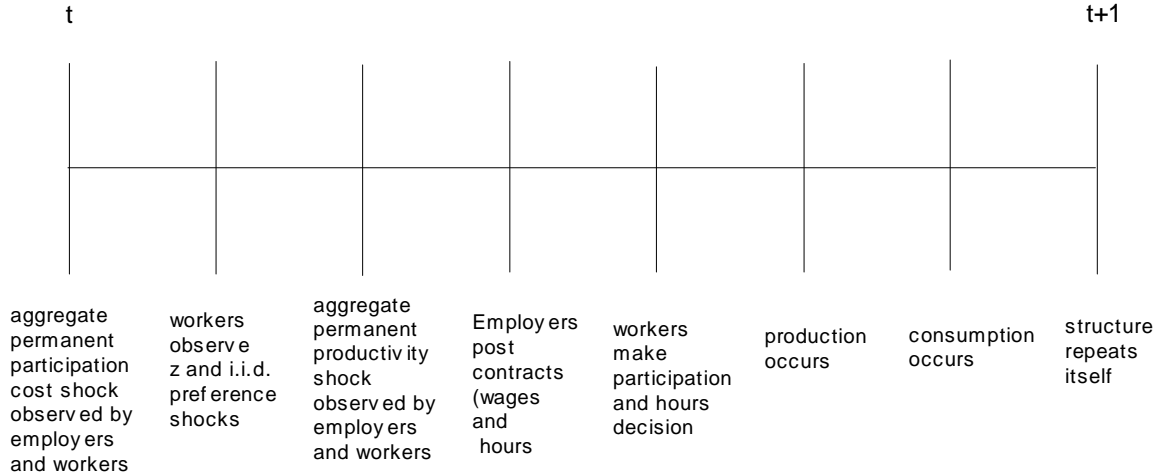 t
t+1
aggregate
permanent
participation
cost shock
observed by
employers
and workers
workers
observe
z and i.i.d.
preference
shocks
aggregate
permanent
productivity
shock
observed by
employers
and workers
Employers
post
contracts
(wages
and
hours
workers
make
participation
and hours
decision
production
occurs
consumption
occurs
structure
repeats
itself